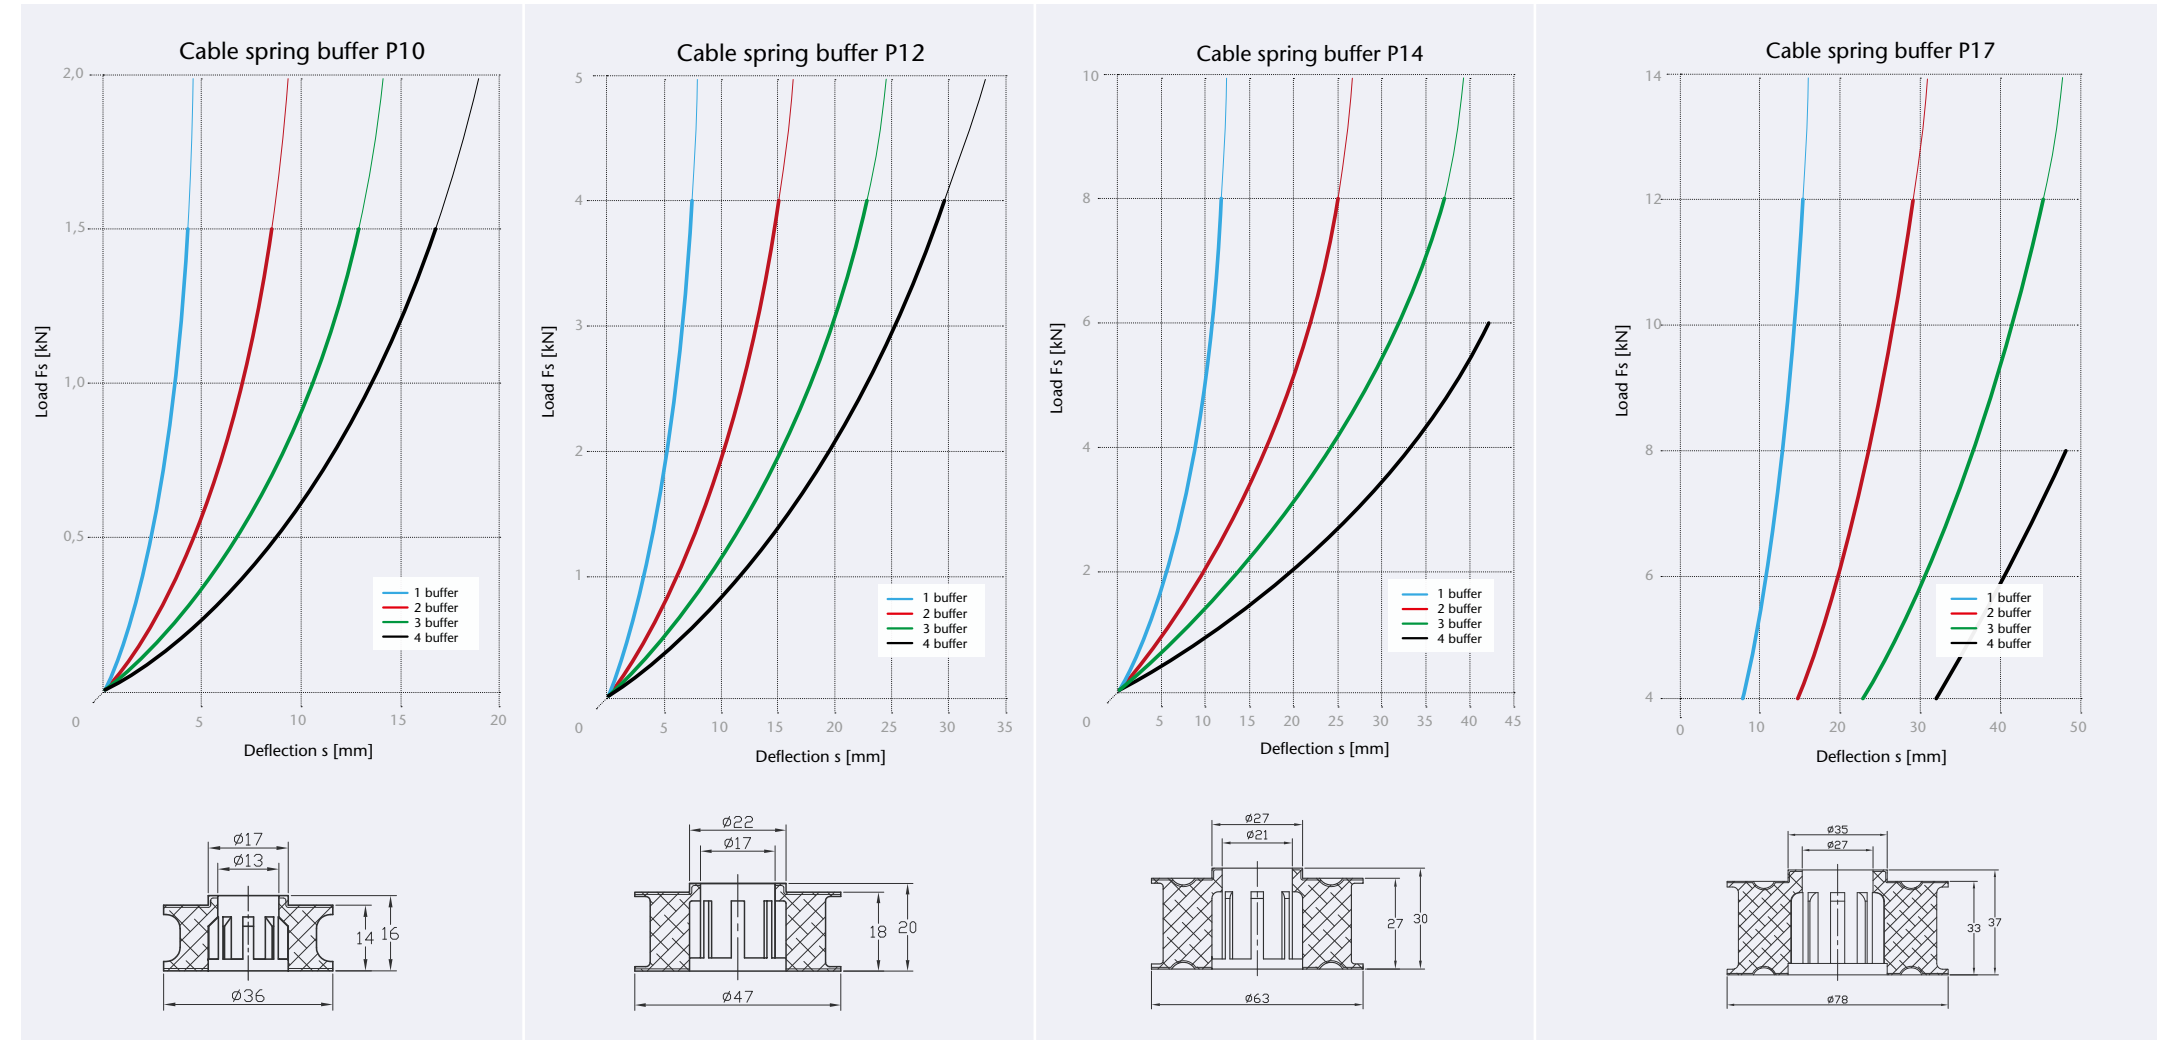 Cable spring buffer P10
2,0
1,5
1,0
0,5
0
5
10
15
20
Load Fs [kN]
Deflection s [mm]
1 buffer
2 buffer
3 buffer
4 buffer
ø17
ø13
14
16
ø36
Cable spring buffer P12
5
4
3
2
1
0
5
10
15
20
25
30
35
Load Fs [kN]
Deflection s [mm]
1 buffer
2 buffer
3 buffer
4 buffer
ø22
ø17
18
20
ø47
Cable spring buffer P14
10
8
6
4
2
0
5
10
15
20
25
30
35
40
45
Load Fs [kN]
Deflection s [mm]
1 buffer
2 buffer
3 buffer
4 buffer
ø27
ø21
27
30
ø63
Cable spring buffer P17
14
12
10
8
6
4
0
10
20
30
40
50
Load Fs [kN]
Deflection s [mm]
1 buffer
2 buffer
3 buffer
4 buffer
ø35
ø27
33
37
ø78